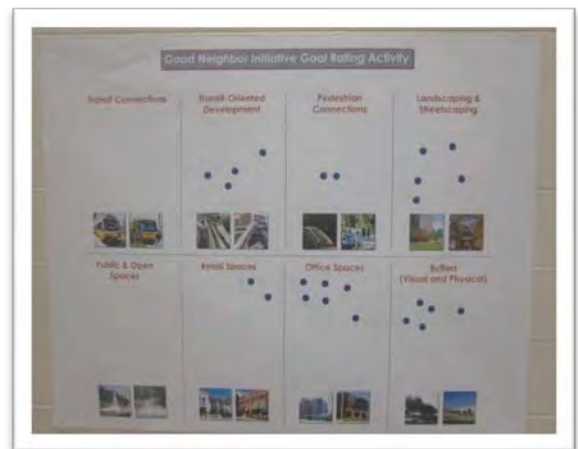 Good Neighbor Initiative Goal Rating Activity
Transit Connections
Transit Oriented
Development
Pedestrian
Connections
Landscaping &
Streetscaping
Public & Open
Spaces
Retail Spaces
Office Spaces
Buffers
(Visual and Physical)